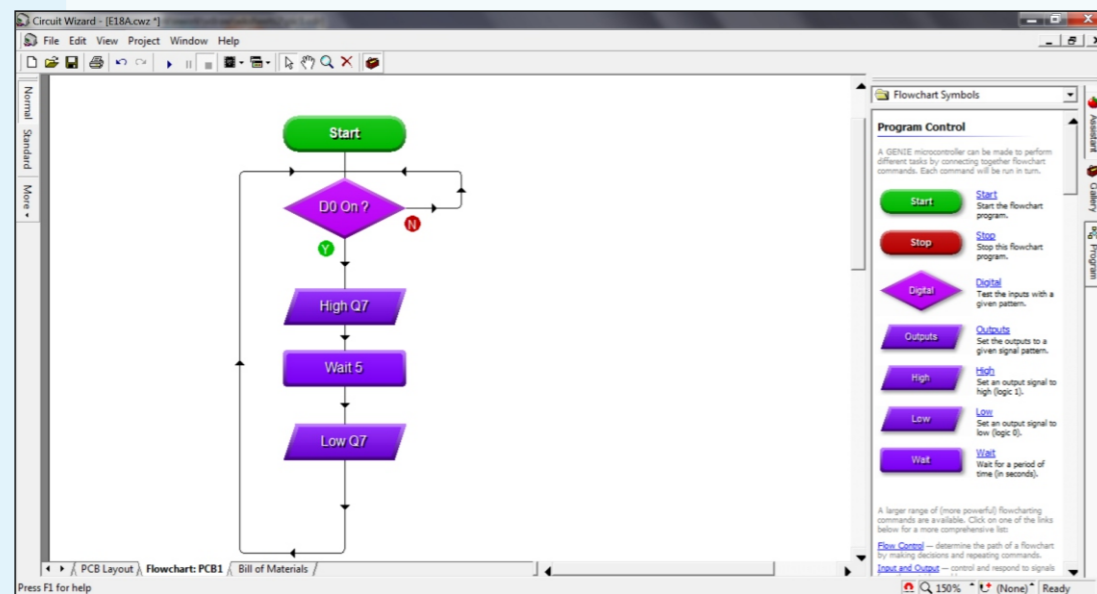 Circuit Wizard - [E18A.cwz *]
File Edit View Project Window Help
Normal
Standard
More
Start
D0 On ?
N
Y
High Q7
Wait 5
Low Q7
Flowchart Symbols
Program Control
A GENIE microcontroller can be made to perform
different tasks by connecting together flowchart
commands. Each command will be run in turn.
Start
Start
Start the flowchart
program.
Stop
Stop
Stop this flowchart
program.
Digital
Digital
Test the inputs with a
given pattern.
Outputs
Outputs
Set the outputs to a
given signal pattern.
High
High
Set an output signal to
high (logic 1).
Low
Low
Set an output signal to
low (logic 0).
Wait
Wait
Wait for a period of
time (in seconds).
A larger range of (more powerful) flowcharting
commands are available. Click on one of the links
below for a more comprehensive list:
Flow Control — determine the path of a flowchart
by making decisions and repeating commands.
Input and Output — control and respond to signals
Assistant
Gallery
Program
PCB Layout Flowchart: PCB1 Bill of Materials
Press F1 for help
150% (None) Ready